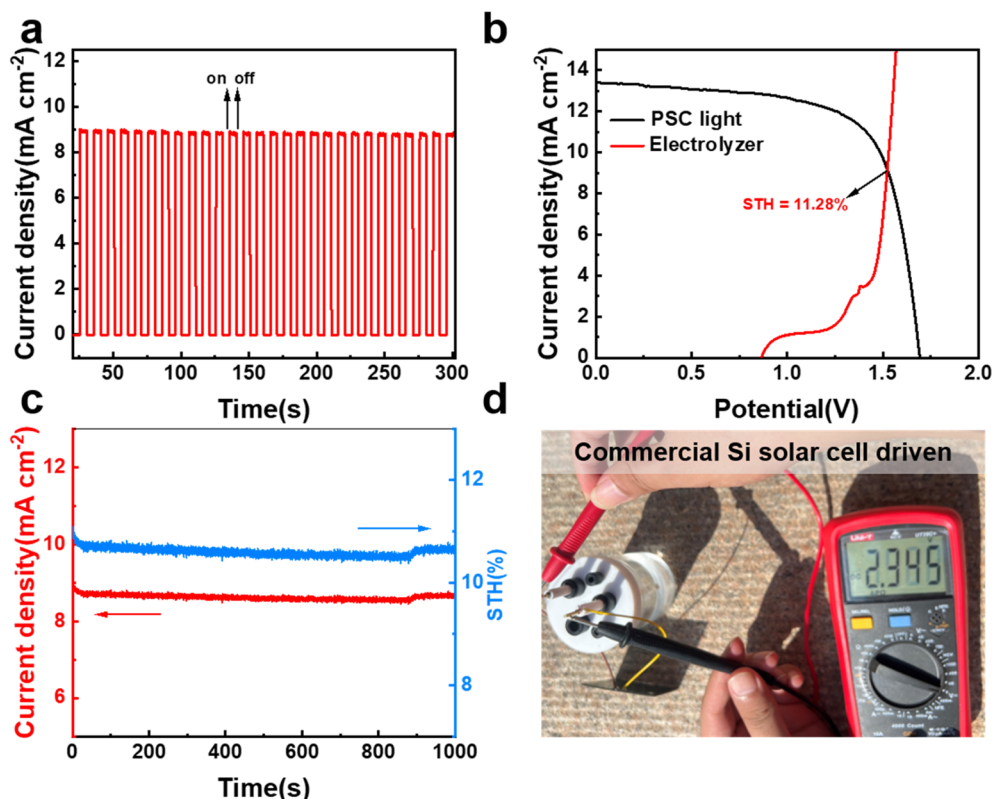 a
Current density(mA cm-2)
12
10
8
6
4
2
0
on off
50
100
150
200
250
300
Time(s)
b
Current density(mA cm-2)
14
12
10
8
6
4
2
0
PSC light
Electrolyzer
STH = 11.28%
0.0
0.5
1.0
1.5
2.0
Potential(V)
c
Current density(mA cm-2)
12
10
8
6
12
10
8
STH(%)
0
200
400
600
800
1000
Time(s)
d
Commercial Si solar cell driven
2.345